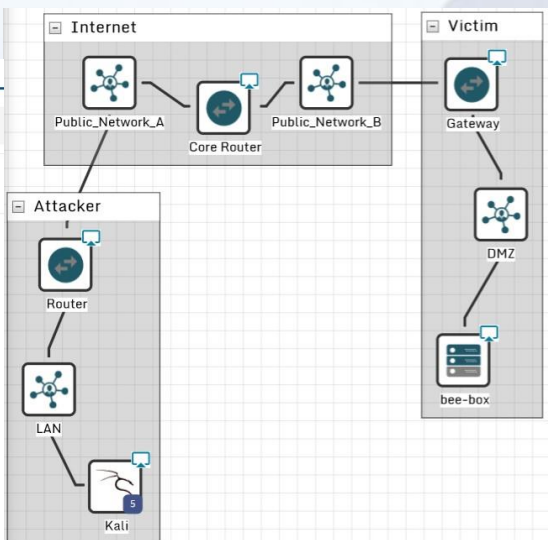 Internet
Public_Network_A
Core Router
Public_Network_B
Victim
Gateway
DMZ
bee-box
Attacker
Router
LAN
5
Kali